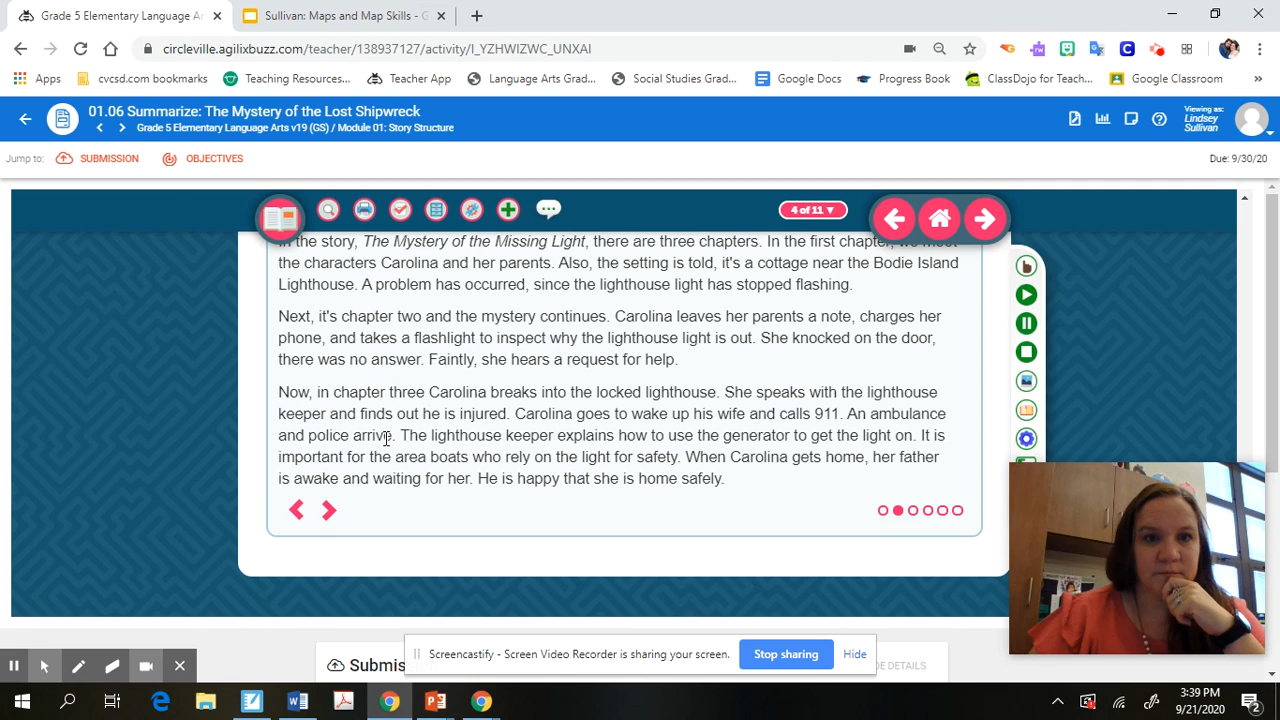 Grade 5 Elementary Language Ar
Sullivan: Maps and Map Skills - G
circleville.agilixbuzz.com/teacher/138937127/activity/I_YZHWIZWC_UNXAI
Apps
cvcsd.com bookmarks
Teaching Resources...
Teacher App
Language Arts Grad...
Social Studies Grad...
Google Docs
Progress Book
ClassDojo for Teach...
Google Classroom
»
01.06 Summarize: The Mystery of the Lost Shipwreck
Grade 5 Elementary Language Arts v19 (GS) / Module 01: Story Structure
Viewing as:
Lindsey
Sullivan
Jump to:
SUBMISSION
OBJECTIVES
Due: 9/30/20
4 of 11 ▼
In the story, The Mystery of the Missing Light, there are three chapters. In the first chapter, we meet
the characters Carolina and her parents. Also, the setting is told, it's a cottage near the Bodie Island
Lighthouse. A problem has occurred, since the lighthouse light has stopped flashing.
Next, it's chapter two and the mystery continues. Carolina leaves her parents a note, charges her
phone, and takes a flashlight to inspect why the lighthouse light is out. She knocked on the door,
there was no answer. Faintly, she hears a request for help.
Now, in chapter three Carolina breaks into the locked lighthouse. She speaks with the lighthouse
keeper and finds out he is injured. Carolina goes to wake up his wife and calls 911. An ambulance
and police arrive. The lighthouse keeper explains how to use the generator to get the light on. It is
important for the area boats who rely on the light for safety. When Carolina gets home, her father
is awake and waiting for her. He is happy that she is home safely.
Submiss
DE DETAILS
Screencastify - Screen Video Recorder is sharing your screen.
Stop sharing
Hide
3:39 PM
9/21/2020
2